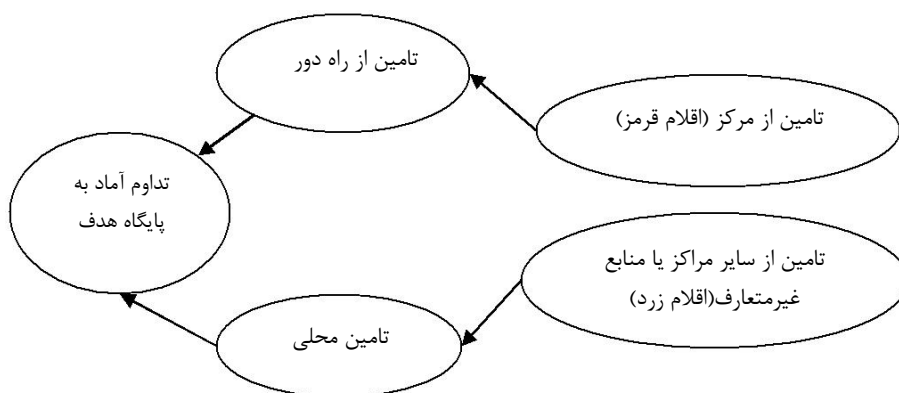 تامین از راه دور
تامین از مرکز (اقلام قرمز)
تداوم آماد به
پایگاه هدف
تامین از سایر مراکز یا منابع
غیرمتعارف(اقلام زرد)
تامین محلی